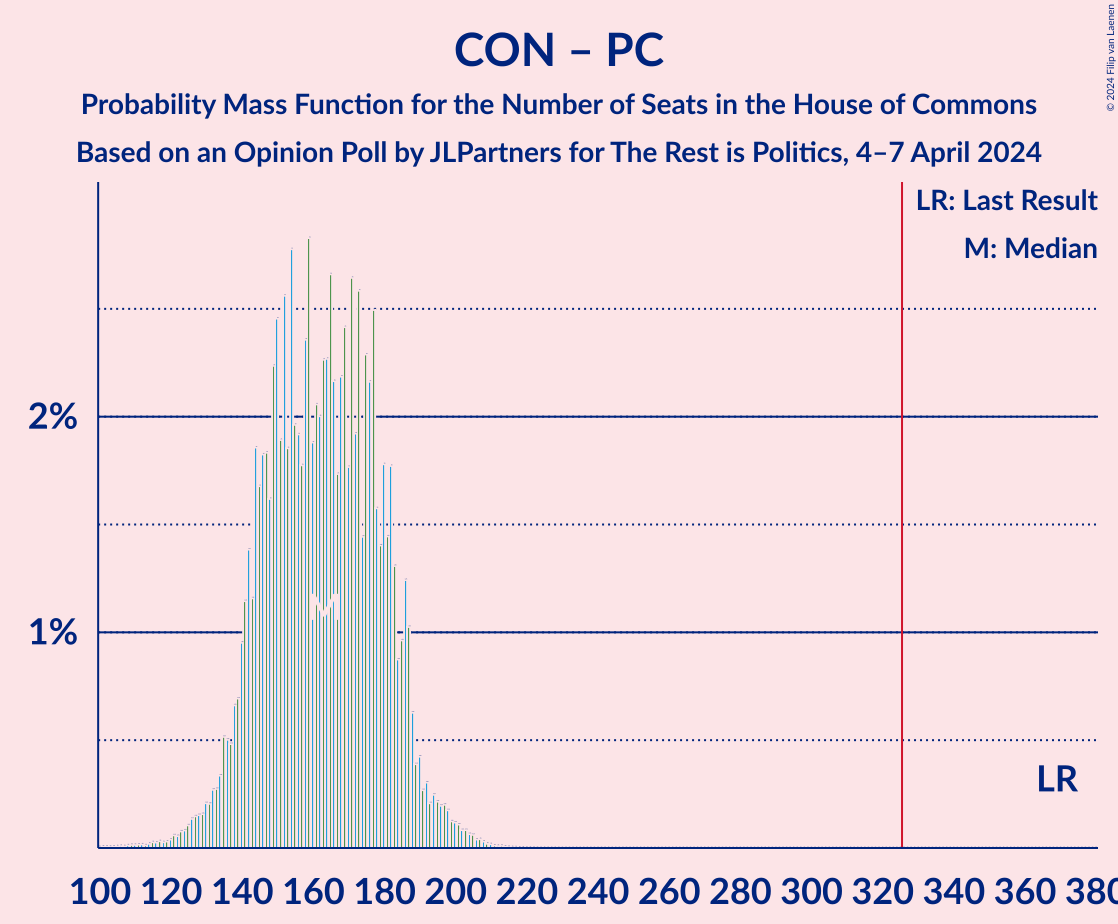 CON – PC
Probability Mass Function for the Number of Seats in the House of Commons
Based on an Opinion Poll by JLPartners for The Rest is Politics, 4–7 April 2024
© 2024 Filip van Laenen
LR: Last Result
M: Median
2%
1%
M
LR
100 120 140 160 180 200 220 240 260 280 300 320 340 360 380